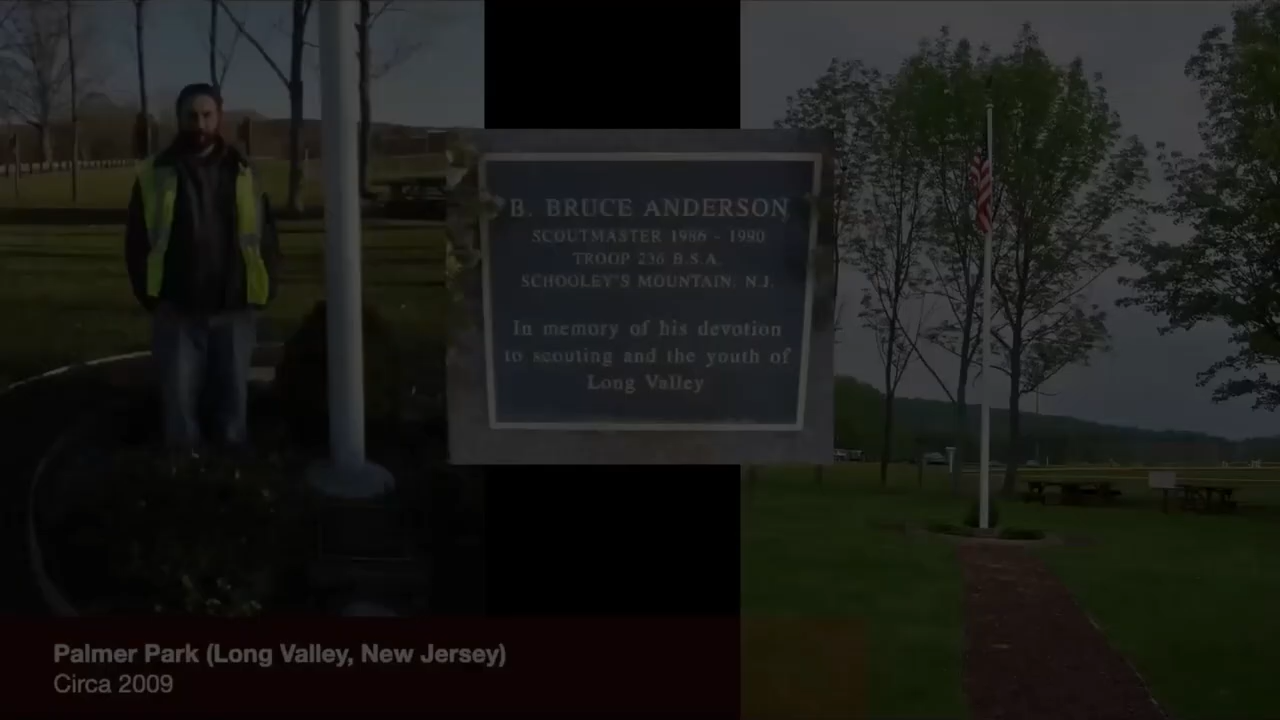 B. BRUCE ANDERSON
SCOUTMASTER 1986 - 1990
TROOP 236 B.S.A.
SCHOOLEY'S MOUNTAIN, N.J.
In memory of his devotion
to scouting and the youth of
Long Valley
Palmer Park (Long Valley, New Jersey)
Circa 2009